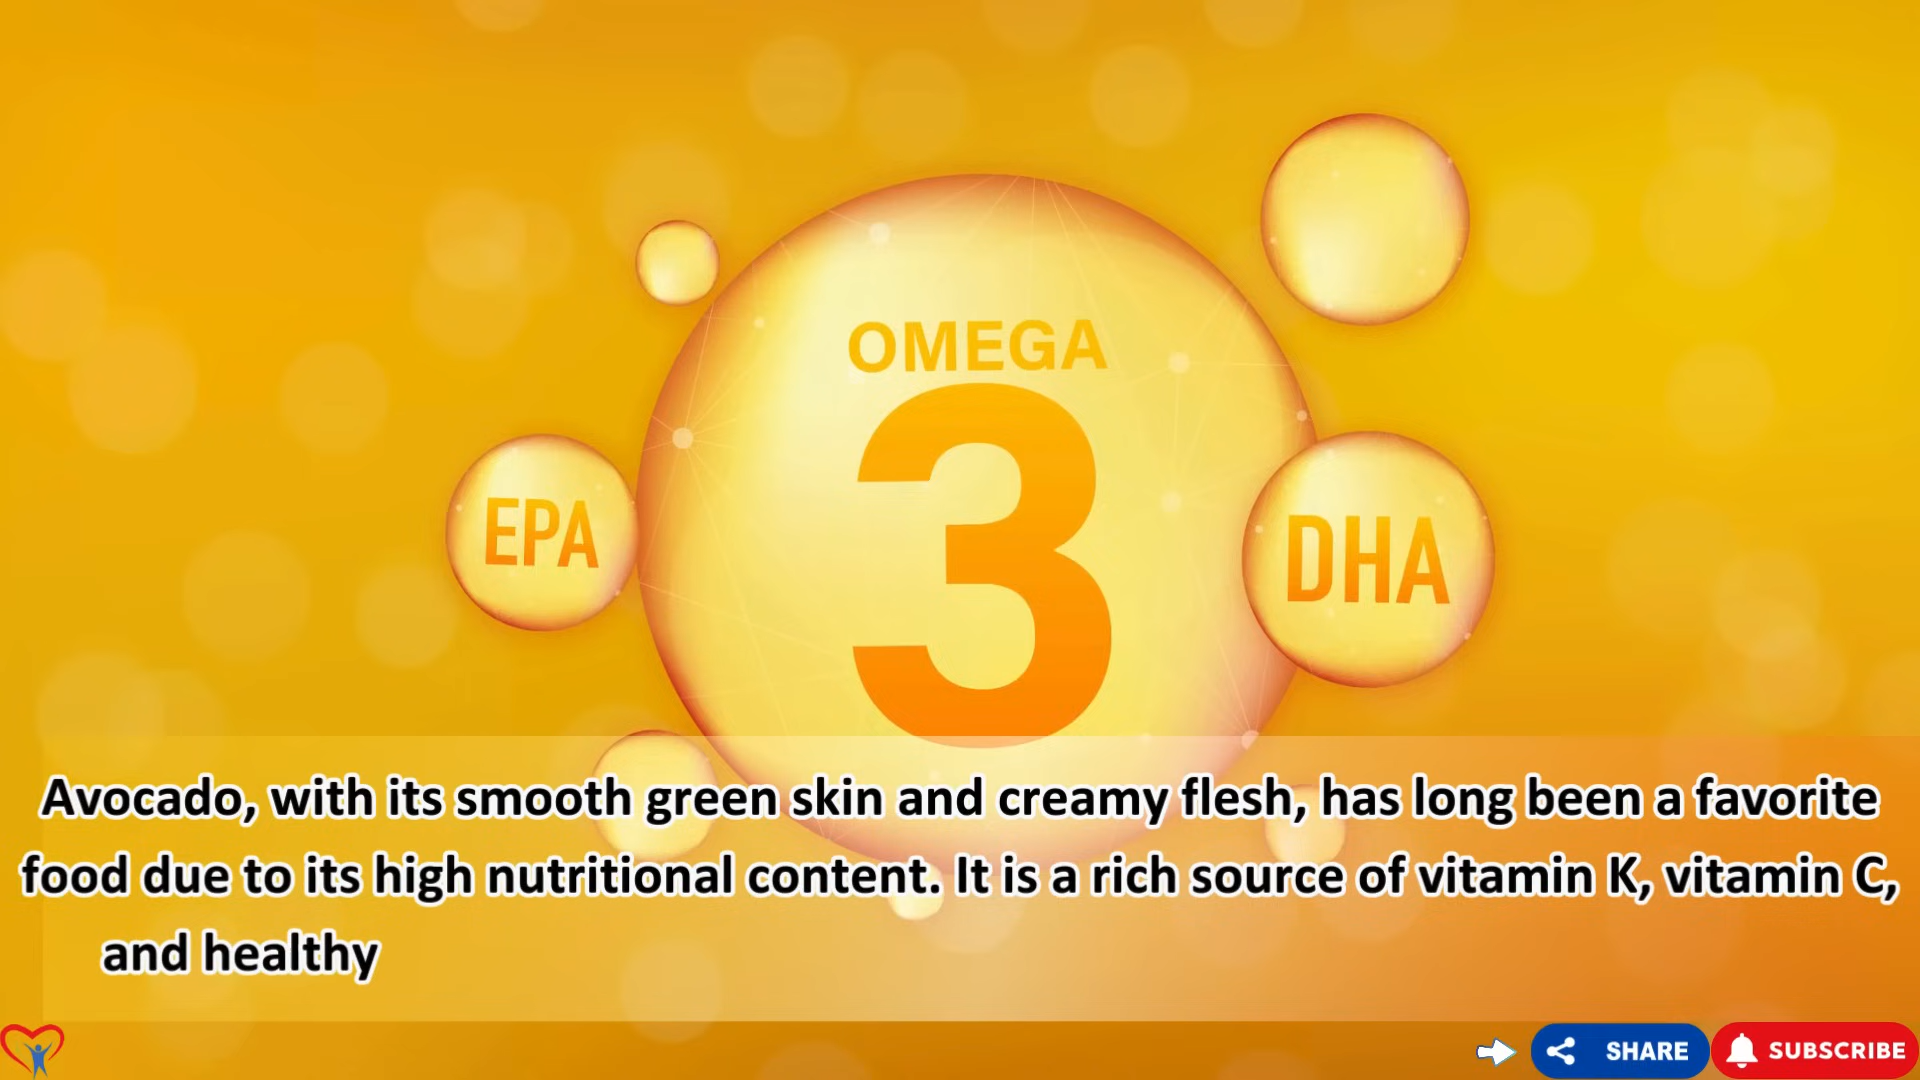 OMEGA
3
EPA
DHA
Avocado, with its smooth green skin and creamy flesh, has long been a favorite
food due to its high nutritional content. It is a rich source of vitamin K, vitamin C,
and healthy
SHARE
SUBSCRIBE